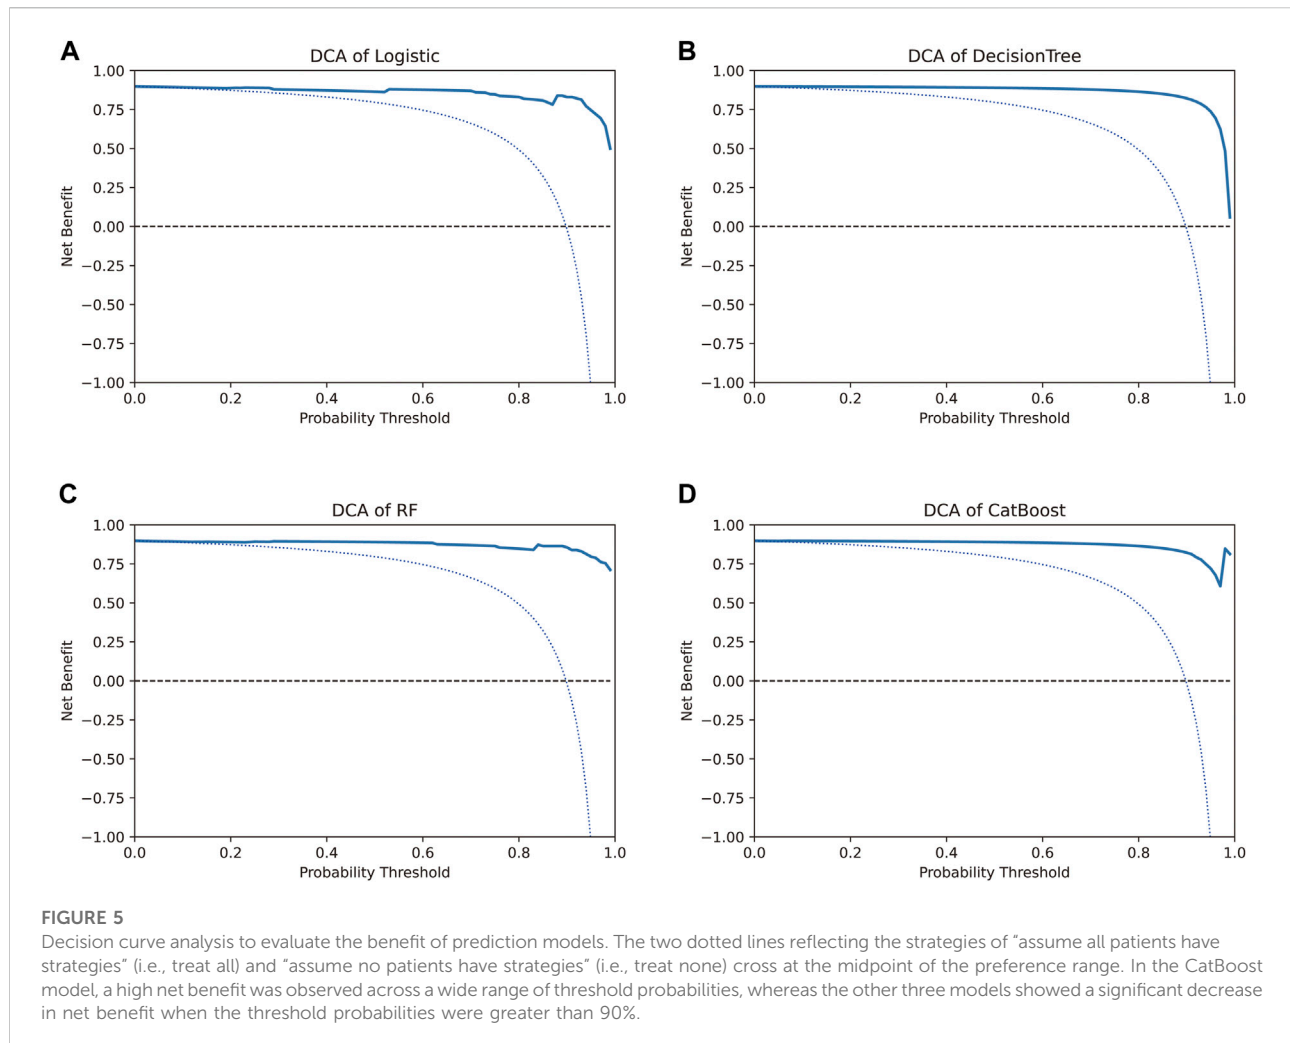 A
DCA of Logistic
1.00
0.75
0.50
0.25
0.00
−0.25
−0.50
−0.75
−1.00
Net Benefit
0.0 0.2 0.4 0.6 0.8 1.0
Probability Threshold
B
DCA of DecisionTree
1.00
0.75
0.50
0.25
0.00
−0.25
−0.50
−0.75
−1.00
Net Benefit
0.0 0.2 0.4 0.6 0.8 1.0
Probability Threshold
C
DCA of RF
1.00
0.75
0.50
0.25
0.00
−0.25
−0.50
−0.75
−1.00
Net Benefit
0.0 0.2 0.4 0.6 0.8 1.0
Probability Threshold
D
DCA of CatBoost
1.00
0.75
0.50
0.25
0.00
−0.25
−0.50
−0.75
−1.00
Net Benefit
0.0 0.2 0.4 0.6 0.8 1.0
Probability Threshold
FIGURE 5
Decision curve analysis to evaluate the benefit of prediction models. The two dotted lines reflecting the strategies of “assume all patients have
strategies” (i.e., treat all) and “assume no patients have strategies” (i.e., treat none) cross at the midpoint of the preference range. In the CatBoost
model, a high net benefit was observed across a wide range of threshold probabilities, whereas the other three models showed a significant decrease
in net benefit when the threshold probabilities were greater than 90%.